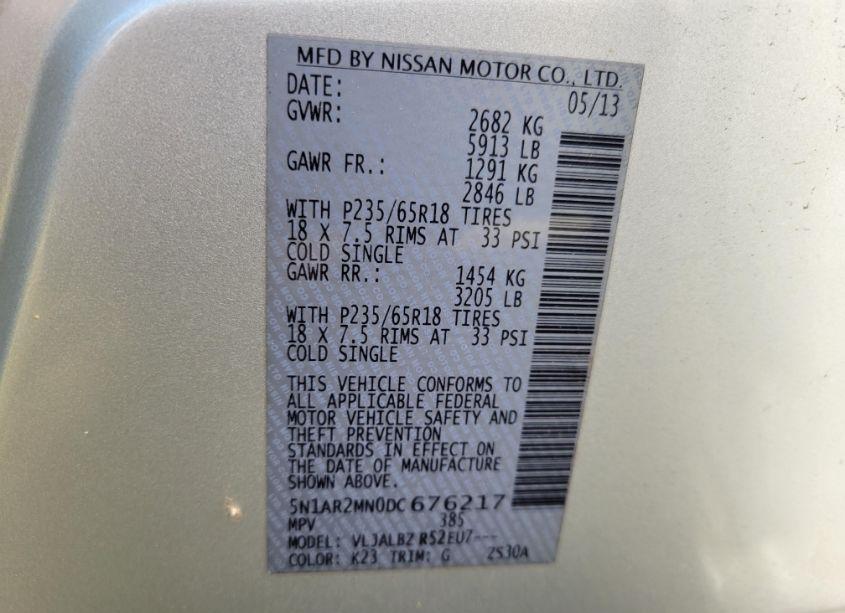 MFD BY NISSAN MOTOR CO., LTD.
DATE: 05/13
GVWR: 2682 KG
5913 LB
GAWR FR.: 1291 KG
2846 LB
WITH P235/65R18 TIRES
18 X 7.5 RIMS AT 33 PSI
COLD SINGLE
GAWR RR.: 1454 KG
3205 LB
WITH P235/65R18 TIRES
18 X 7.5 RIMS AT 33 PSI
COLD SINGLE
THIS VEHICLE CONFORMS TO
ALL APPLICABLE FEDERAL
MOTOR VEHICLE SAFETY AND
THEFT PREVENTION
STANDARDS IN EFFECT ON
THE DATE OF MANUFACTURE
SHOWN ABOVE.
5N1AR2MN0DC676217
MPV 385
MODEL: VLJALBZ R52EU7---
COLOR: K23 TRIM: G ZS30A